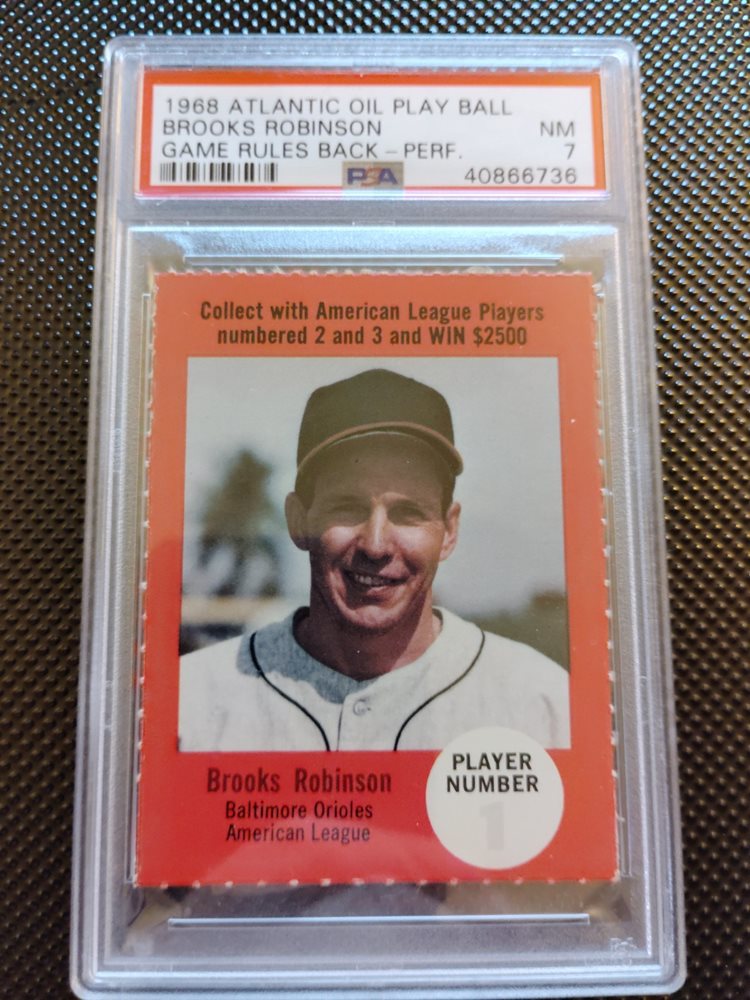 1968 ATLANTIC OIL PLAY BALL
BROOKS ROBINSON NM
GAME RULES BACK - PERF. 7
PSA 40866736
Collect with American League Players
numbered 2 and 3 and WIN $2500
Brooks Robinson
Baltimore Orioles
American League
PLAYER
NUMBER
1